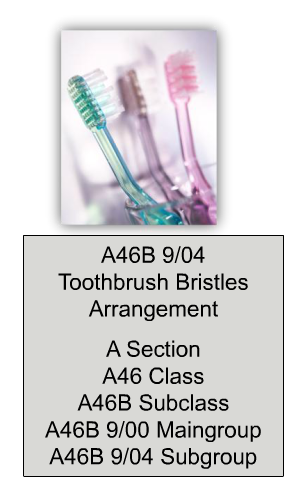 A46B 9/04
Toothbrush Bristles
Arrangement
A Section
A46 Class
A46B Subclass
A46B 9/00 Maingroup
A46B 9/04 Subgroup